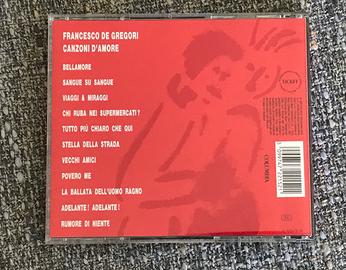 FRANCESCO DE GREGORI
CANZONI D'AMORE
BELLAMORE
SANGUE SU SANGUE
VIAGGI & MIRAGGI
CHI RUBA NEI SUPERMERCATI?
TUTTO PIÙ CHIARO CHE QUI
STELLA DELLA STRADA
VECCHI AMICI
POVERO ME
LA BALLATA DELL'UOMO RAGNO
ADELANTE! ADELANTE!
RUMORE DI NIENTE
COLUMBIA